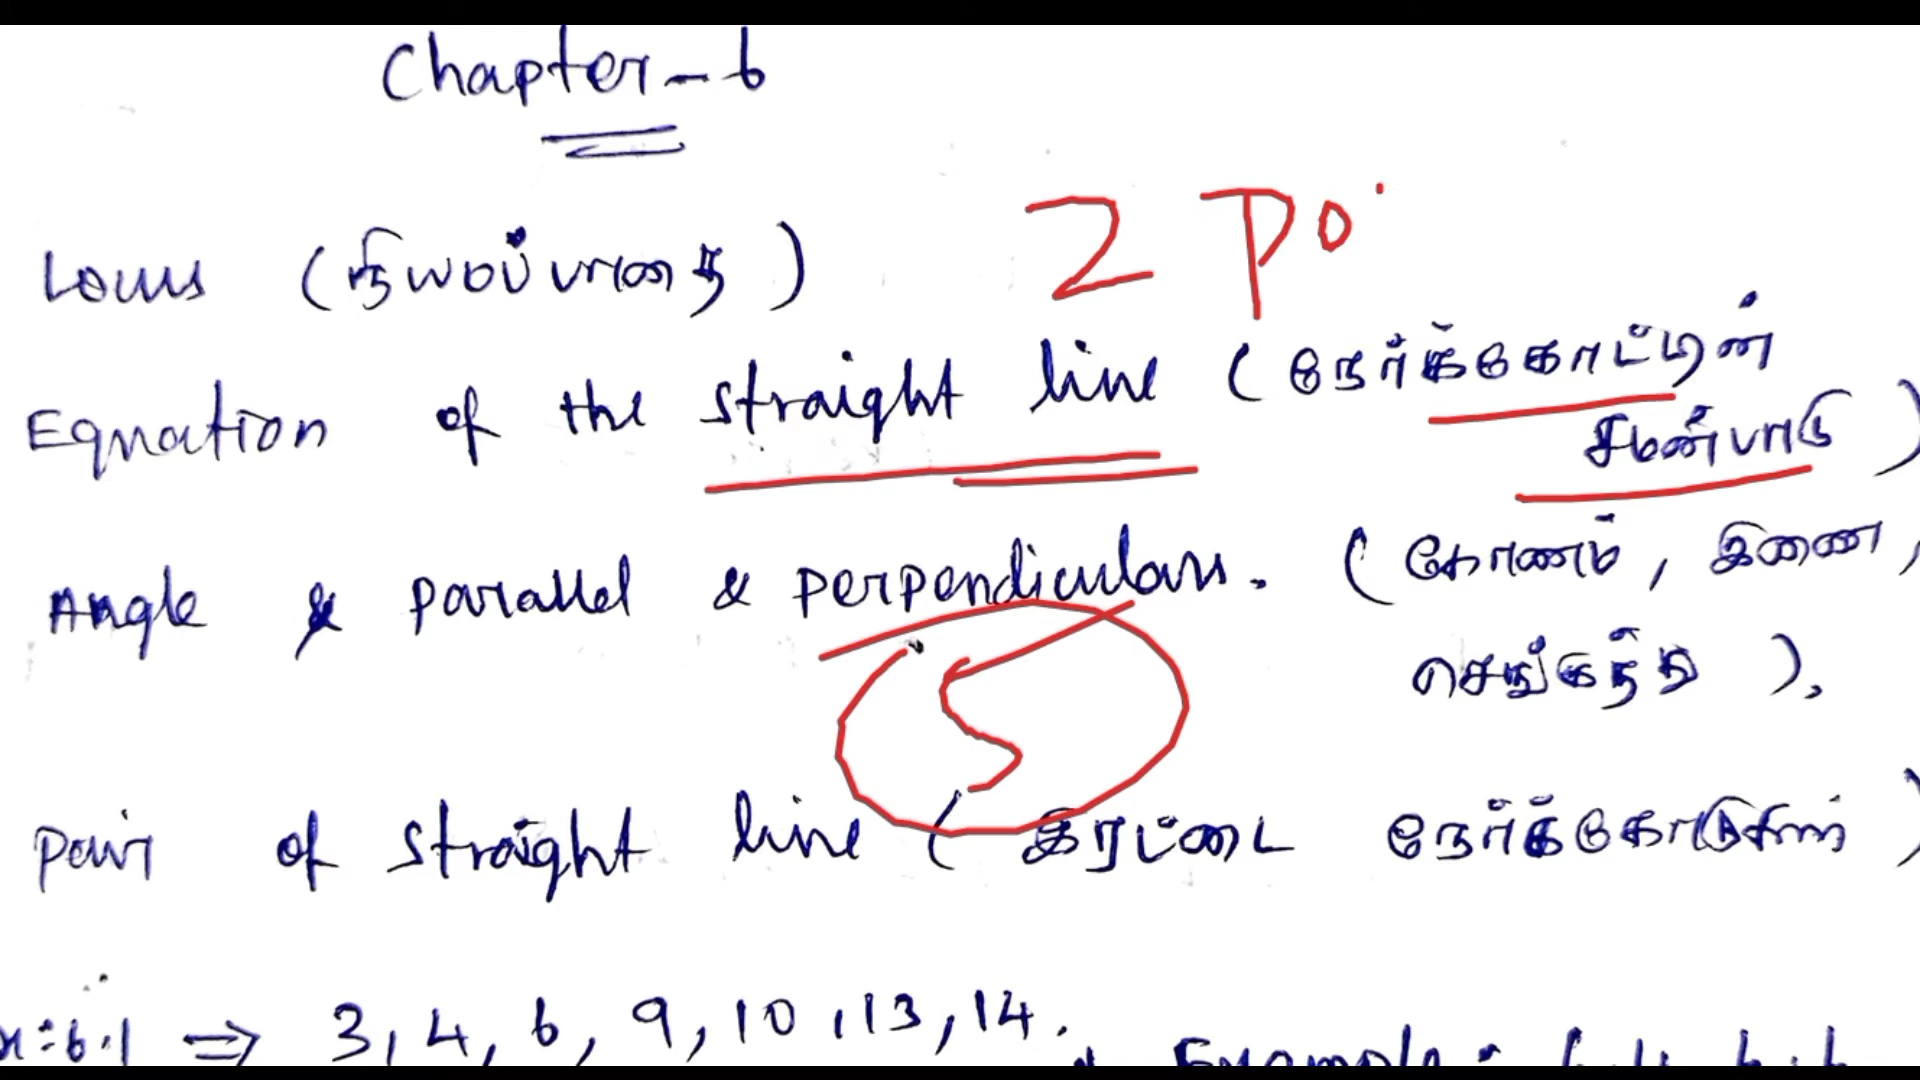 Chapter-6
2 Po
Locus (நியமப்பாதை)
Equation of the straight line (நேர்க்கோட்டின்
சமன்பாடு)
Angle & parallel & perpendiculars. (கோணம், இணை,
செங்குத்து).
5
pair of straight line (இரட்டை நேர்க்கோடுகள்)
x:6.1 ⇒ 3, 4, 6, 9, 10, 13, 14.